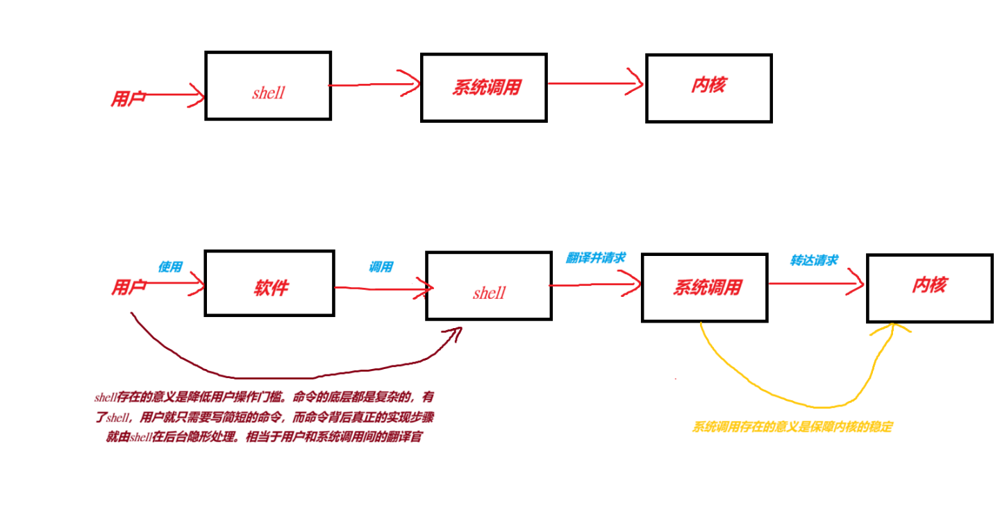 用户
shell
系统调用
内核
使用
调用
翻译并请求
转达请求
用户
软件
shell
系统调用
内核
shell存在的意义是降低用户操作门槛。命令的底层都是复杂的，有
了shell，用户就只需要写简短的命令，而命令背后真正的实现步骤
就由shell在后台隐形处理。相当于用户和系统调用间的翻译官
系统调用存在的意义是保障内核的稳定